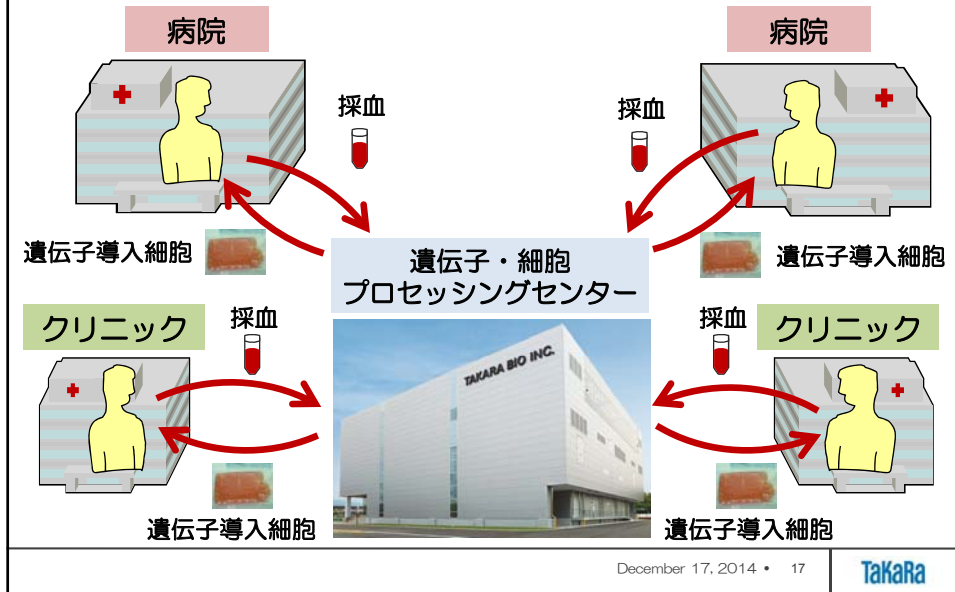 病院
病院
採血
採血
遺伝子導入細胞
遺伝子導入細胞
遺伝子・細胞
プロセッシングセンター
クリニック
採血
採血
クリニック
TAKARA BIO INC.
遺伝子導入細胞
遺伝子導入細胞
December 17, 2014 • 17
TaKaRa